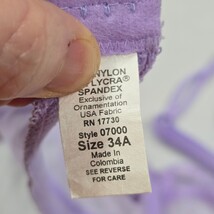 NYLON
LYCRA®
SPANDEX
Exclusive of
Ornamentation
USA Fabric
RN 17730
Style 07000
Size 34A
Made In
Colombia
SEE REVERSE
FOR CARE